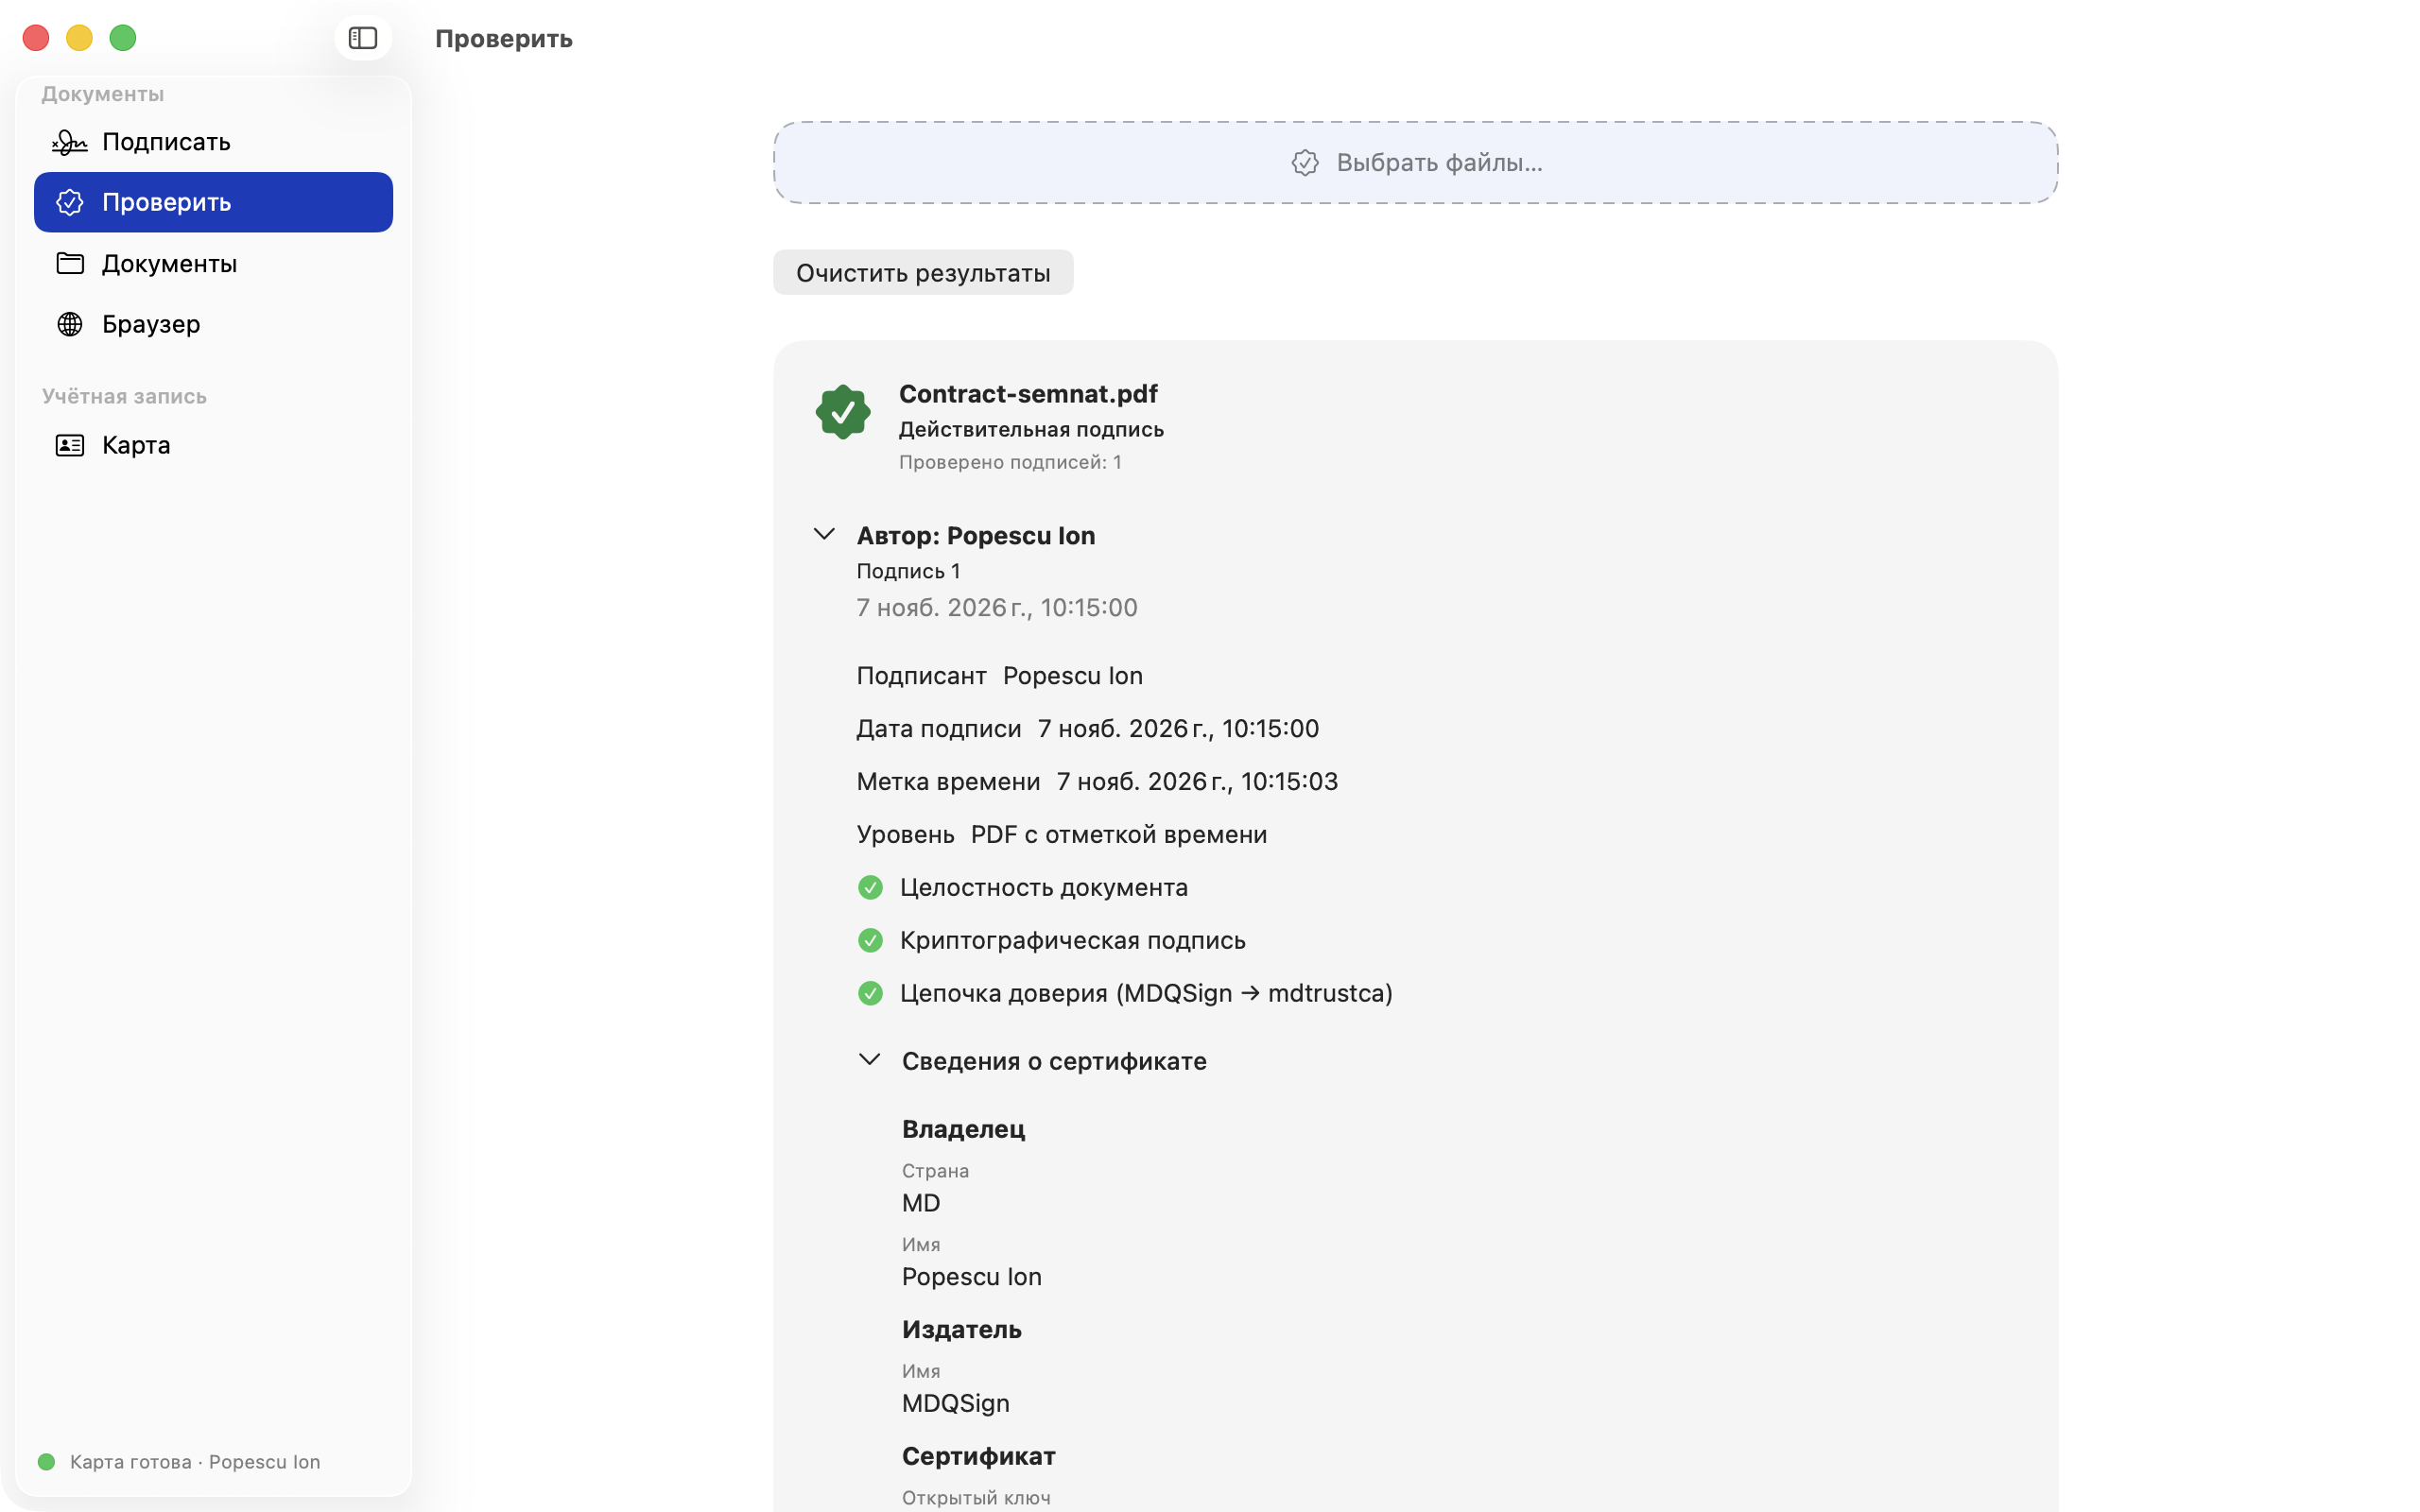 Проверить
Документы
Подписать
Проверить
Документы
Браузер
Учётная запись
Карта
Карта готова · Popescu Ion
Выбрать файлы...
Очистить результаты
Contract-semnat.pdf
Действительная подпись
Проверено подписей: 1
Автор: Popescu Ion
Подпись 1
7 нояб. 2026 г., 10:15:00
Подписант Popescu Ion
Дата подписи 7 нояб. 2026 г., 10:15:00
Метка времени 7 нояб. 2026 г., 10:15:03
Уровень PDF с отметкой времени
Целостность документа
Криптографическая подпись
Цепочка доверия (MDQSign → mdtrustca)
Сведения о сертификате
Владелец
Страна
MD
Имя
Popescu Ion
Издатель
Имя
MDQSign
Сертификат
Открытый ключ